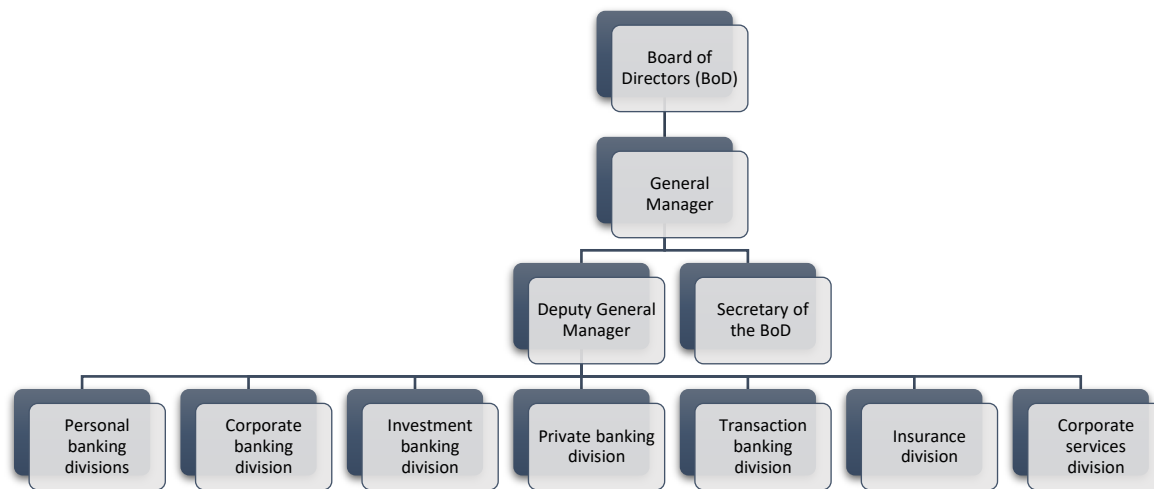 Board of
Directors (BoD)
General
Manager
Deputy General
Manager
Secretary of
the BoD
Personal
banking
divisions
Corporate
banking
division
Investment
banking
division
Private banking
division
Transaction
banking
division
Insurance
division
Corporate
services
division